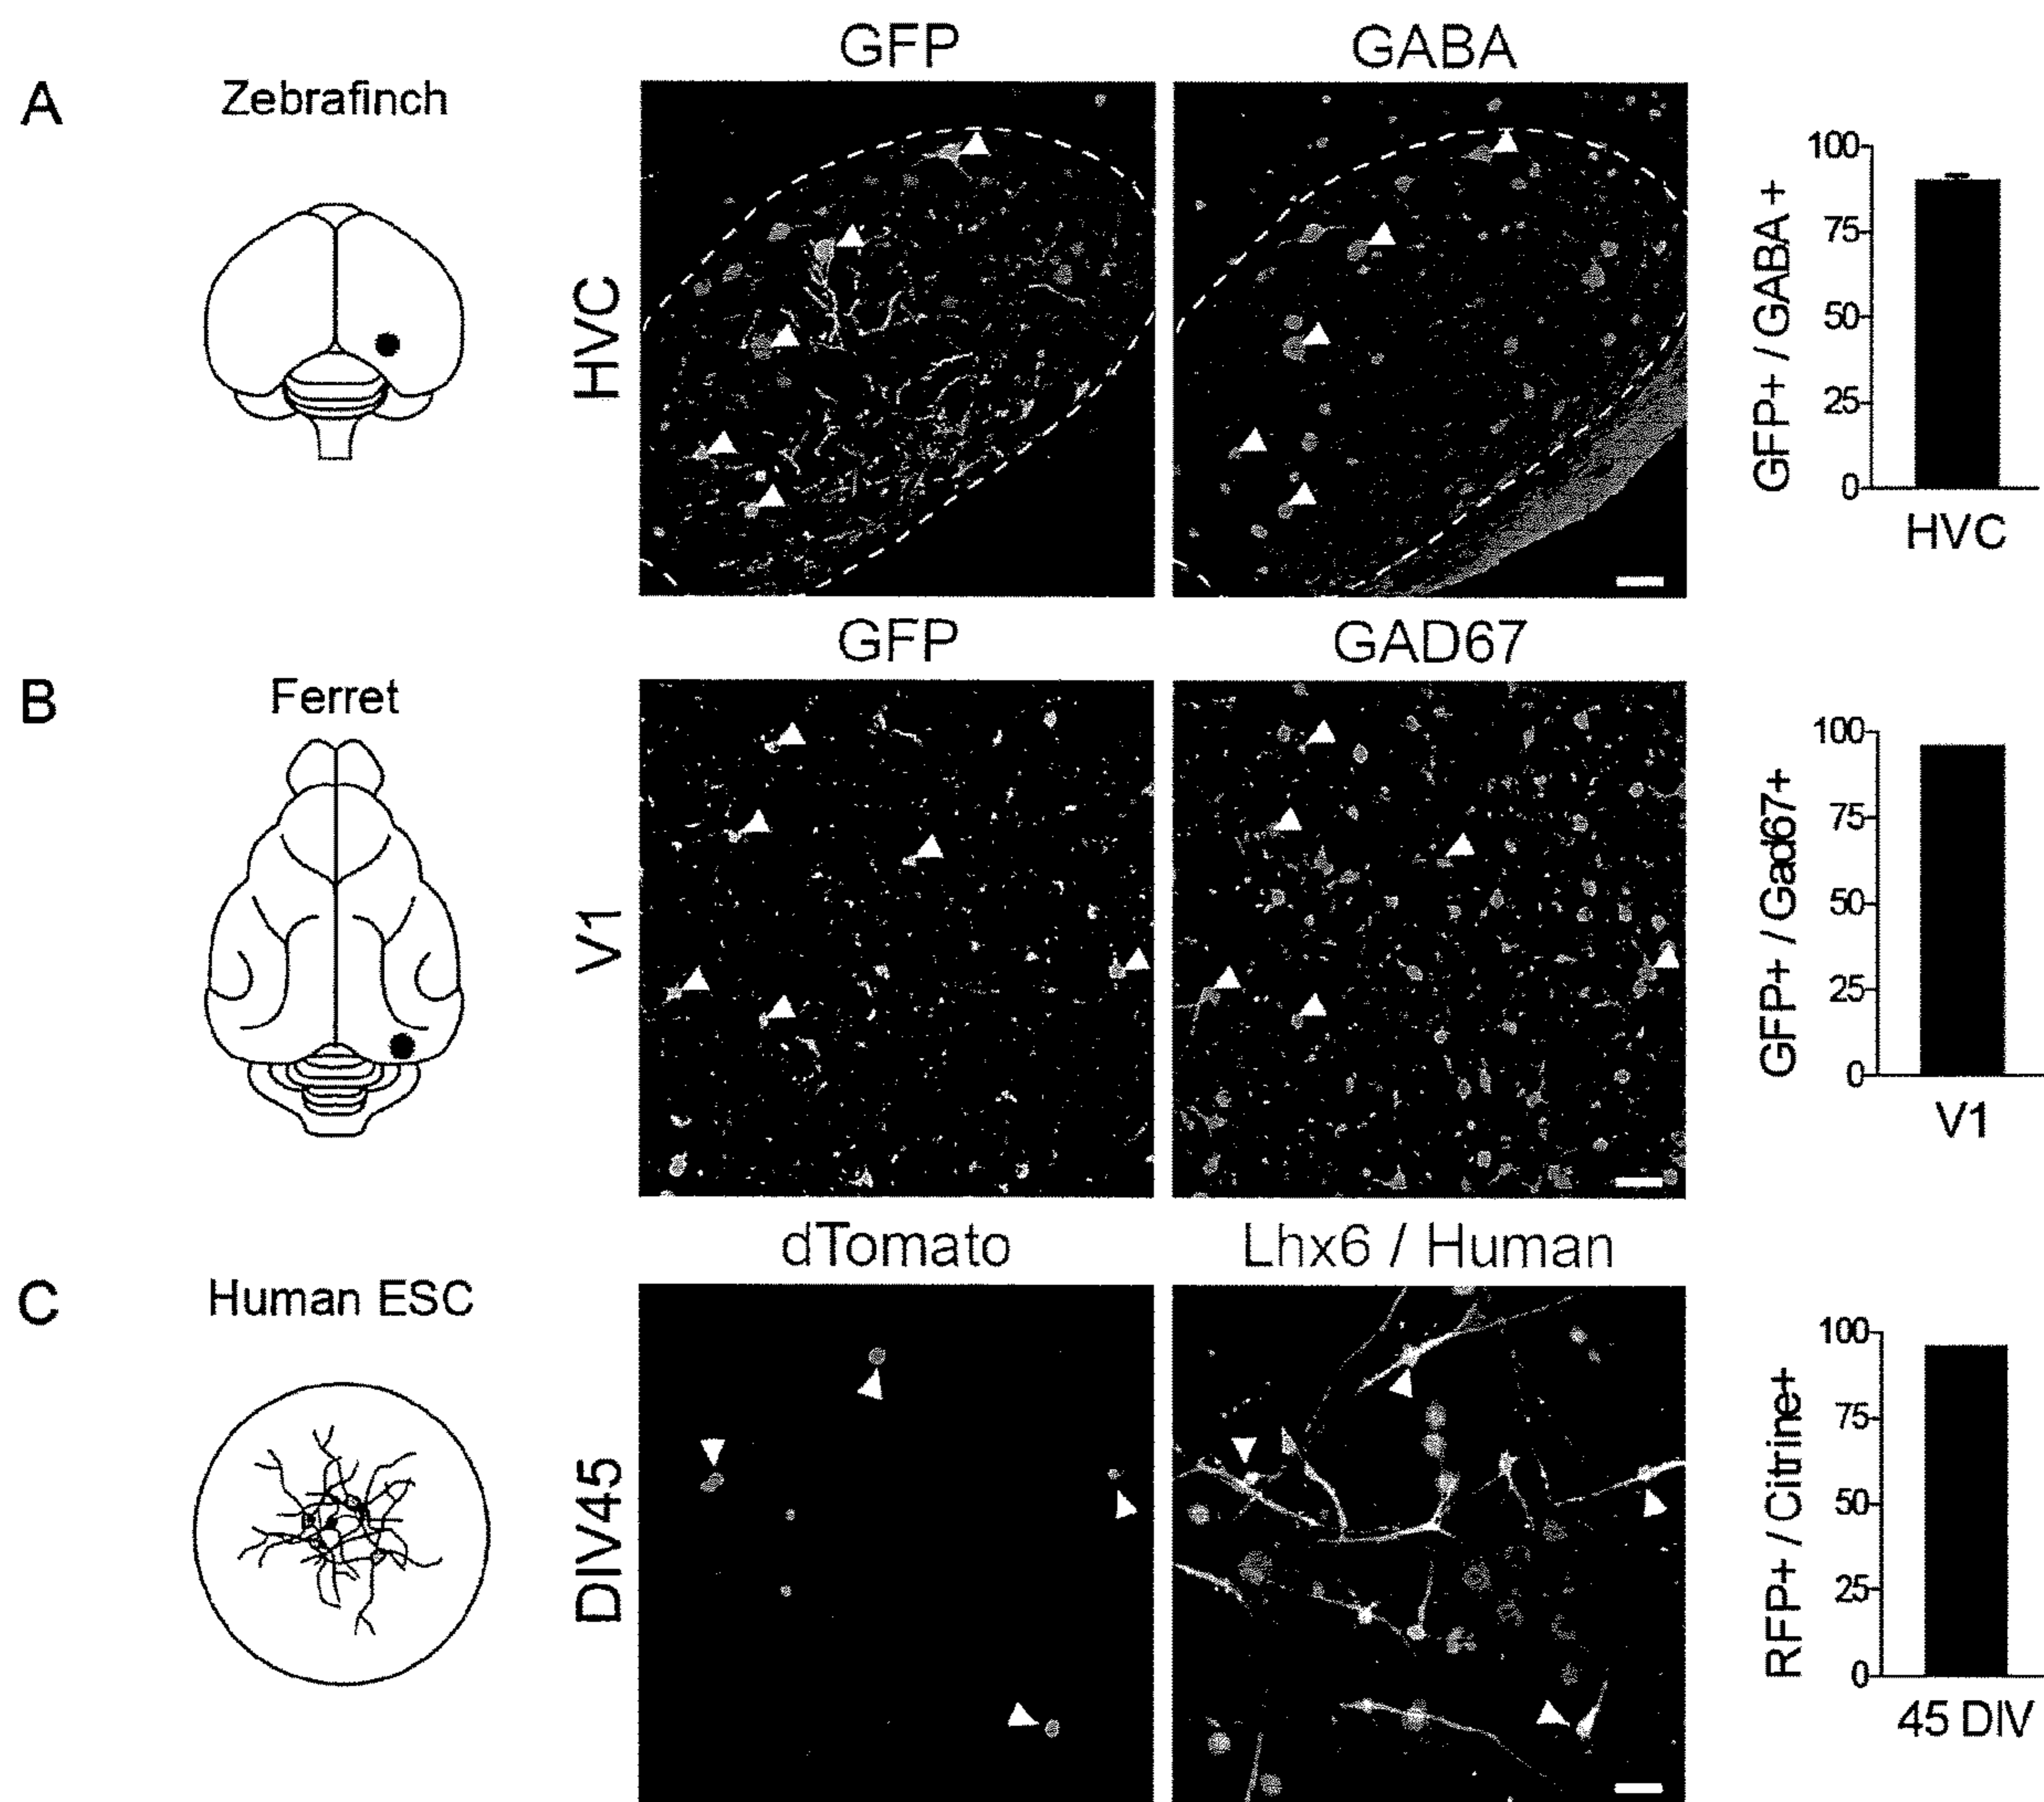 GFP
GABA
A
Zebrafinch
HVC
GFP+ / GABA +
100
75
50
25
0
HVC
GFP
GAD67
B
Ferret
V1
GFP+ / Gad67+
100
75
50
25
0
V1
dTomato
Lhx6 / Human
C
Human ESC
DIV45
RFP+ / Citrine+
100
75
50
25
0
45 DIV